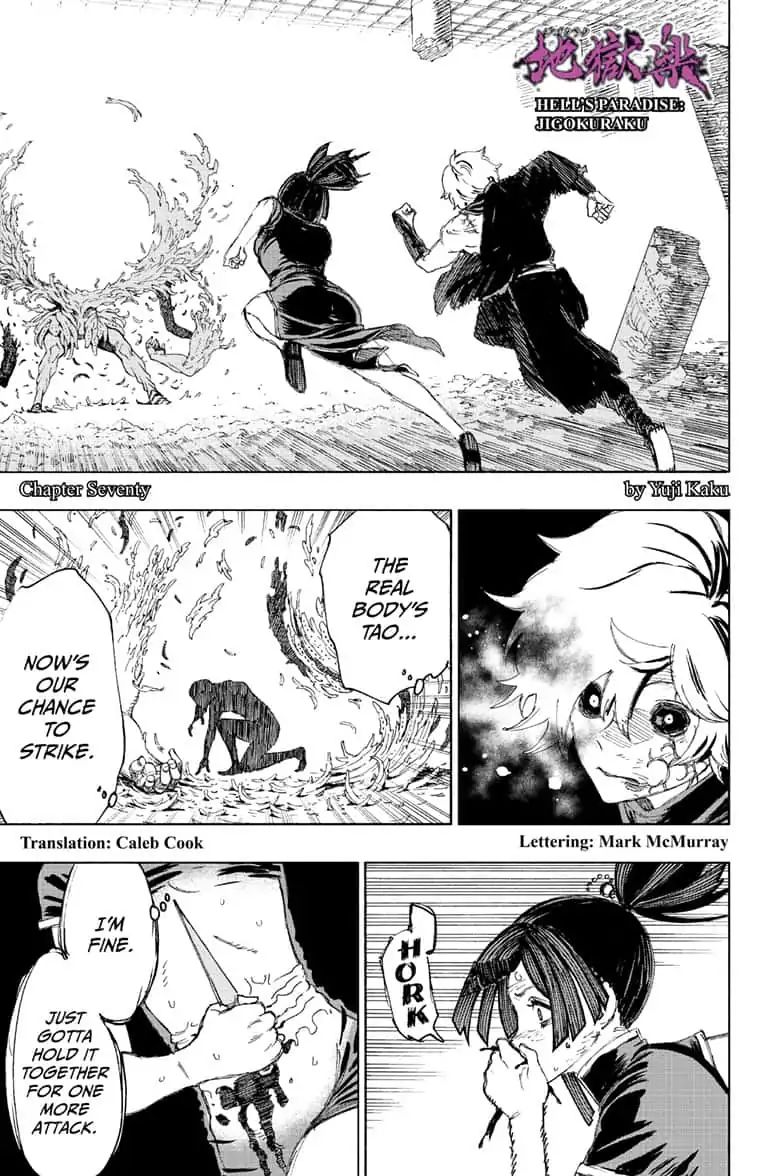 地獄楽
HELL'S PARADISE:
JIGOKURAKU
Chapter Seventy
by Yuji Kaku
THE
REAL
BODY'S
TAO...
NOW'S
OUR
CHANCE
TO
STRIKE.
Translation: Caleb Cook
Lettering: Mark McMurray
HORK
I'M
FINE.
JUST
GOTTA
HOLD IT
TOGETHER
FOR ONE
MORE
ATTACK.